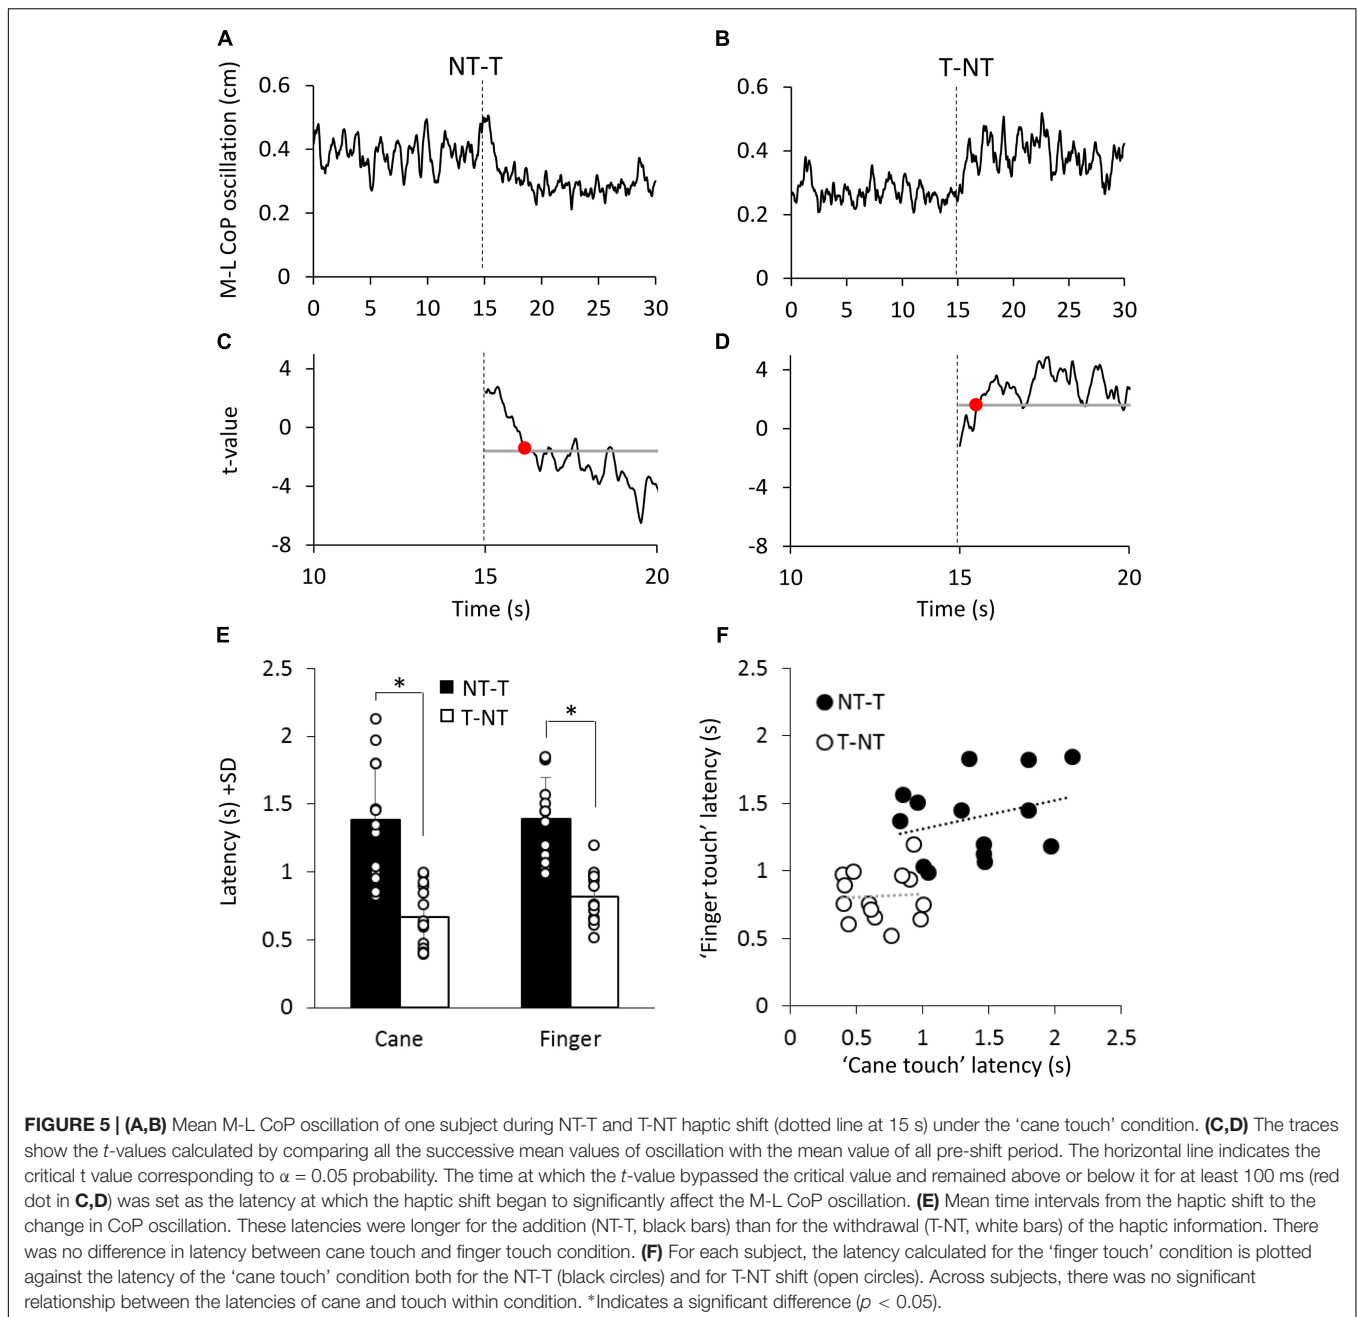 A
B
NT-T
T-NT
M-L CoP oscillation (cm)
0.6
0.4
0.2
0
0 5 10 15 20 25 30
0.6
0.4
0.2
0
0 5 10 15 20 25 30
C
D
t-value
4
0
-4
-8
10 15 20
Time (s)
4
0
-4
-8
10 15 20
Time (s)
E
F
Latency (s) +SD
2.5
2
1.5
1
0.5
0
NT-T
T-NT
*
*
Cane Finger
'Finger touch' latency (s)
2.5
2
1.5
1
0.5
0
NT-T
T-NT
0 0.5 1 1.5 2 2.5
'Cane touch' latency (s)
FIGURE 5 | (A,B) Mean M-L CoP oscillation of one subject during NT-T and T-NT haptic shift (dotted line at 15 s) under the 'cane touch' condition. (C,D) The traces
show the t-values calculated by comparing all the successive mean values of oscillation with the mean value of all pre-shift period. The horizontal line indicates the
critical t value corresponding to α = 0.05 probability. The time at which the t-value bypassed the critical value and remained above or below it for at least 100 ms (red
dot in C,D) was set as the latency at which the haptic shift began to significantly affect the M-L CoP oscillation. (E) Mean time intervals from the haptic shift to the
change in CoP oscillation. These latencies were longer for the addition (NT-T, black bars) than for the withdrawal (T-NT, white bars) of the haptic information. There
was no difference in latency between cane touch and finger touch condition. (F) For each subject, the latency calculated for the 'finger touch' condition is plotted
against the latency of the 'cane touch' condition both for the NT-T (black circles) and for T-NT shift (open circles). Across subjects, there was no significant
relationship between the latencies of cane and touch within condition. *Indicates a significant difference (p < 0.05).